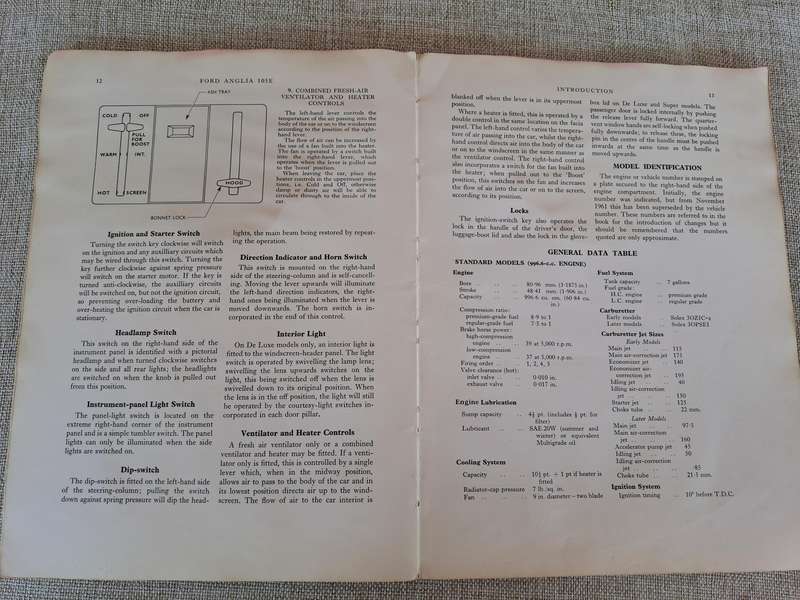 12
FORD ANGLIA 105E
ASH TRAY
COLD
OFF
PULL
FOR
BOOST
WARM
INT.
HOT
SCREEN
HOOD
BONNET LOCK
9. COMBINED FRESH-AIR
VENTILATOR AND HEATER
CONTROLS
The left-hand lever controls the
temperature of the air passing into the
body of the car or on to the windscreen
according to the position of the right-
hand lever.
The flow of air can be increased by
the use of a fan built into the heater.
The fan is operated by a switch built
into the right-hand lever, which
operates when the lever is pulled out
to the 'boost' position.
When leaving the car, place the
heater controls in the uppermost posi-
tions, i.e. Cold and Off, otherwise
damp or dusty air will be able to
circulate through to the inside of the
car.
Ignition and Starter Switch
Turning the switch key clockwise will switch
on the ignition and any auxiliary circuits which
may be wired through this switch. Turning the
key further clockwise against spring pressure
will switch on the starter motor. If the key is
turned anti-clockwise, the auxiliary circuits
will be switched on, but not the ignition circuit,
so preventing over-loading the battery and
over-heating the ignition circuit when the car is
stationary.
Headlamp Switch
This switch on the right-hand side of the
instrument panel is identified with a pictorial
headlamp and when turned clockwise switches
on the side and all rear lights; the headlights
are switched on when the knob is pulled out
from this position.
Instrument-panel Light Switch
The panel-light switch is located on the
extreme right-hand corner of the instrument
panel and is a simple tumbler switch. The panel
lights can only be illuminated when the side
lights are switched on.
Dip-switch
The dip-switch is fitted on the left-hand side
of the steering-column; pulling the switch
down against spring pressure will dip the head-
lights, the main beam being restored by repeat-
ing the operation.
Direction Indicator and Horn Switch
This switch is mounted on the right-hand
side of the steering-column and is self-cancell-
ing. Moving the lever upwards will illuminate
the left-hand direction indicators, the right-
hand ones being illuminated when the lever is
moved downwards. The horn switch is in-
corporated in the end of this control.
Interior Light
On De Luxe models only, an interior light is
fitted to the windscreen-header panel. The light
switch is operated by swivelling the lamp lens;
swivelling the lens upwards switches on the
light, this being switched off when the lens is
swivelled down to its original position. When
the lens is in the off position, the light will still
be operated by the courtesy-light switches in-
corporated in each door pillar.
Ventilator and Heater Controls
A fresh air ventilator only or a combined
ventilator and heater may be fitted. If a venti-
lator only is fitted, this is controlled by a single
lever which, when in the midway position,
allows air to pass to the body of the car and in
its lowest position directs air up to the wind-
screen. The flow of air to the car interior is
INTRODUCTION
13
blanked off when the lever is in its uppermost
position.
Where a heater is fitted, this is operated by a
double control in the same location on the facia
panel. The left-hand control varies the tempera-
ture of air passing into the car, whilst the right-
hand control directs air into the body of the car
or on to the windscreen in the same manner as
the ventilator control. The right-hand control
also incorporates a switch for the fan built into
the heater; when pulled out to the 'Boost'
position, this switches on the fan and increases
the flow of air into the car or on to the screen,
according to its position.
Locks
The ignition-switch key also operates the
lock in the handle of the driver's door, the
luggage-boot lid and also the lock in the glove-
box lid on De Luxe and Super models. The
passenger door is locked internally by pushing
the release lever fully forward. The quarter-
vent window handles are self-locking when pushed
fully downwards; to release these, the locking
pin in the centre of the handle must be pushed
inwards at the same time as the handle is
moved upwards.
MODEL IDENTIFICATION
The engine or vehicle number is stamped on
a plate secured to the right-hand side of the
engine compartment. Initially, the engine
number was indicated, but from November
1961 this has been superseded by the vehicle
number. These numbers are referred to in the
book for the introduction of changes but it
should be remembered that the numbers
quoted are only approximate.
GENERAL DATA TABLE
STANDARD MODELS (996.6-c.c. ENGINE)
Engine
Bore .. .. .. 80·96 mm. (3·1875 in.)
Stroke .. .. 48·41 mm. (1·906 in.)
Capacity .. .. 996·6 cu. cm. (60·84 cu.
in.)
Compression ratio:
premium-grade fuel 8·9 to 1
regular-grade fuel 7·5 to 1
Brake horse power:
high-compression
engine .. .. 39 at 5,000 r.p.m.
low-compression
engine .. .. 37 at 5,000 r.p.m.
Firing order .. .. 1, 2, 4, 3
Valve clearance (hot):
inlet valve .. .. 0·010 in.
exhaust valve .. 0·017 in.
Engine Lubrication
Sump capacity .. 4½ pt. (includes ½ pt. for
filter)
Lubricant .. .. SAE 20W (summer and
winter) or equivalent
Multigrade oil
Cooling System
Capacity .. .. 10½ pt. + 1 pt if heater is
fitted
Radiator-cap pressure 7 lb./sq. in.
Fan .. .. .. 9 in. diameter—two blade
Fuel System
Tank capacity .. 7 gallons
Fuel grade:
H.C. engine .. premium grade
L.C. engine .. regular grade
Carburetter
Early models .. Solex 30ZIC-2
Later models .. Solex 30PSEI
Carburetter Jet Sizes
Early Models
Main jet .. .. 115
Main air-correction jet 175
Economizer jet .. 140
Economizer air-
correction jet .. 195
Idling jet .. .. 40
Idling air-correction
jet .. .. .. 150
Starter jet .. .. 125
Choke tube .. .. 22 mm.
Later Models
Main jet .. .. 97·5
Main air-correction
jet .. .. 160
Accelerator pump jet 45
Idling jet .. .. 50
Idling air-correction
jet .. .. 85
Choke tube .. .. 21·5 mm.
Ignition System
Ignition timing .. 10° before T.D.C.